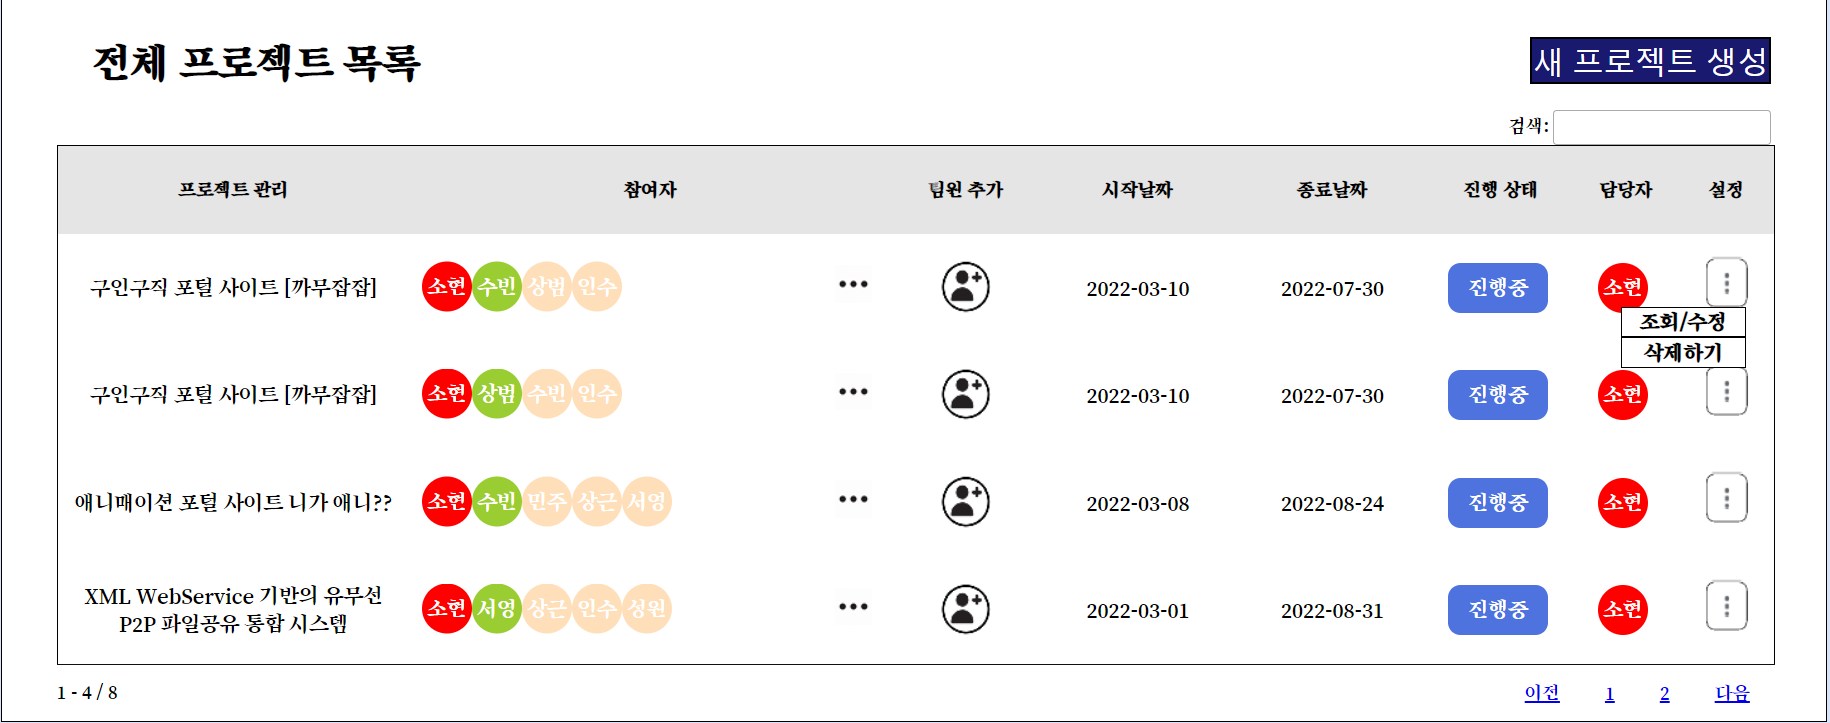 전체 프로젝트 목록
새 프로젝트 생성
검색:
프로젝트 관리 참여자 팀원 추가 시작날짜 종료날짜 진행 상태 담당자 설정
구인구직 포털 사이트 [까무잡잡] 소현 수빈 상범 인수 2022-03-10 2022-07-30 진행중 소현
조회/수정
삭제하기
구인구직 포털 사이트 [까무잡잡] 소현 상범 수빈 인수 2022-03-10 2022-07-30 진행중 소현
애니매이션 포털 사이트 니가 애니?? 소현 수빈 민주 상근 서영 2022-03-08 2022-08-24 진행중 소현
XML WebService 기반의 유무선
P2P 파일공유 통합 시스템 소현 서영 상근 인수 성원 2022-03-01 2022-08-31 진행중 소현
1 - 4 / 8 이전 1 2 다음